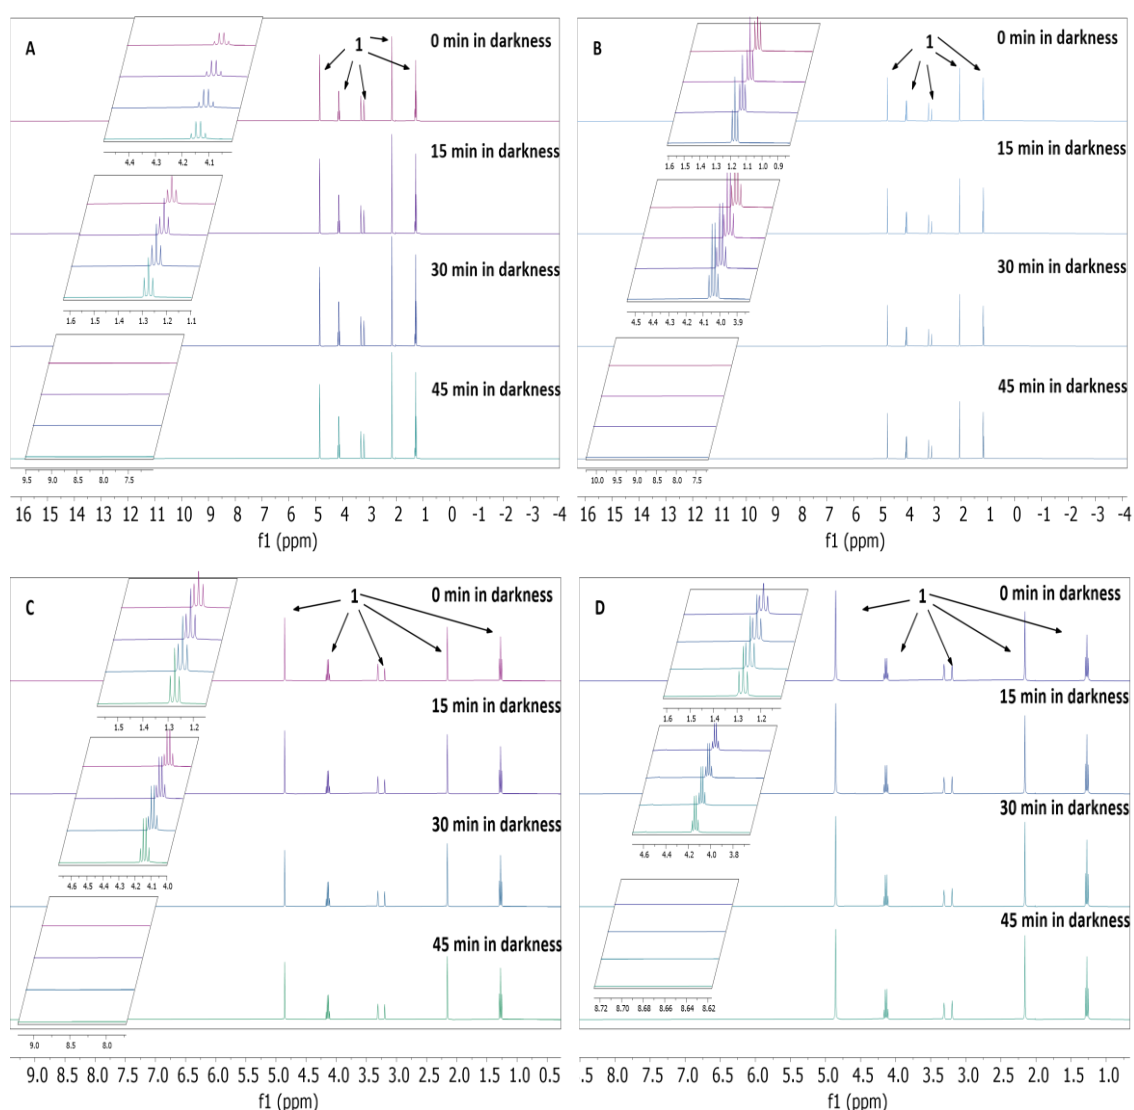 A
1
0 min in darkness
4.4 4.3 4.2 4.1
15 min in darkness
1.6 1.5 1.4 1.3 1.2 1.1
30 min in darkness
45 min in darkness
9.5 9.0 8.5 8.0 7.5
16 15 14 13 12 11 10 9 8 7 6 5 4 3 2 1 0 -1 -2 -3 -4
f1 (ppm)
B
1
0 min in darkness
1.6 1.5 1.4 1.3 1.2 1.1 1.0 0.9
15 min in darkness
30 min in darkness
4.5 4.4 4.3 4.2 4.1 4.0 3.9
45 min in darkness
10.0 9.5 9.0 8.5 8.0 7.5
16 15 14 13 12 11 10 9 8 7 6 5 4 3 2 1 0 -1 -2 -3 -4
f1 (ppm)
C
1
0 min in darkness
1.5 1.4 1.3 1.2
15 min in darkness
30 min in darkness
4.6 4.5 4.4 4.3 4.2 4.1 4.0
45 min in darkness
9.0 8.5 8.0
9.0 8.5 8.0 7.5 7.0 6.5 6.0 5.5 5.0 4.5 4.0 3.5 3.0 2.5 2.0 1.5 1.0 0.5
f1 (ppm)
D
1
0 min in darkness
1.6 1.5 1.4 1.3 1.2
15 min in darkness
30 min in darkness
4.6 4.4 4.2 4.0 3.8
45 min in darkness
8.72 8.70 8.68 8.66 8.64 8.62
.5 8.0 7.5 7.0 6.5 6.0 5.5 5.0 4.5 4.0 3.5 3.0 2.5 2.0 1.5 1.0
f1 (ppm)